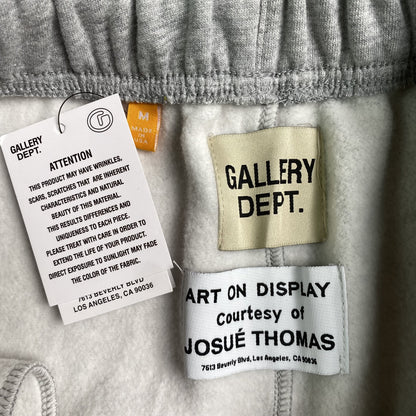 M
MADE IN
USA
GALLERY
DEPT.
G
ATTENTION
THIS PRODUCT MAY HAVE WRINKLES,
SCARS, SCRATCHES THAT ARE INHERENT
CHARACTERISTICS AND NATURAL
BEAUTY OF THIS MATERIAL.
THIS RESULTS DIFFERENCES AND
UNIQUENESS TO EACH PIECE.
PLEASE TREAT WITH CARE IN ORDER TO
EXTEND THE LIFE OF YOUR PRODUCT.
DIRECT EXPOSURE TO SUNLIGHT MAY FADE
THE COLOR OF THE FABRIC.
7613 BEVERLY BLVD
LOS ANGELES, CA 90036
GALLERY
DEPT.
ART ON DISPLAY
Courtesy of
JOSUÉ THOMAS
7613 Beverly Blvd, Los Angeles, CA 90036